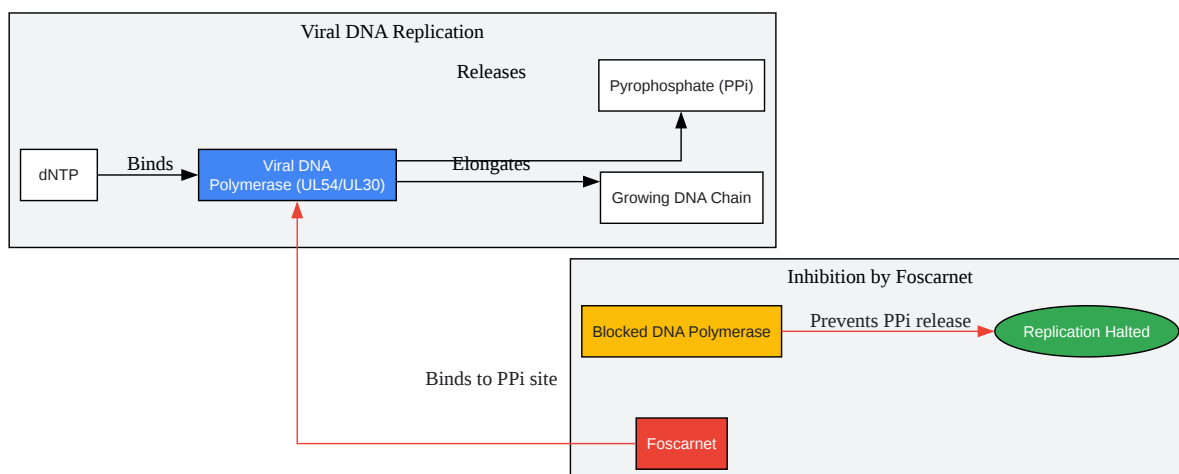 Viral DNA Replication
Releases
Pyrophosphate (PPi)
dNTP
Binds
Viral DNA
Polymerase (UL54/UL30)
Elongates
Growing DNA Chain
Inhibition by Foscarnet
Blocked DNA Polymerase
Prevents PPi release
Replication Halted
Binds to PPi site
Foscarnet